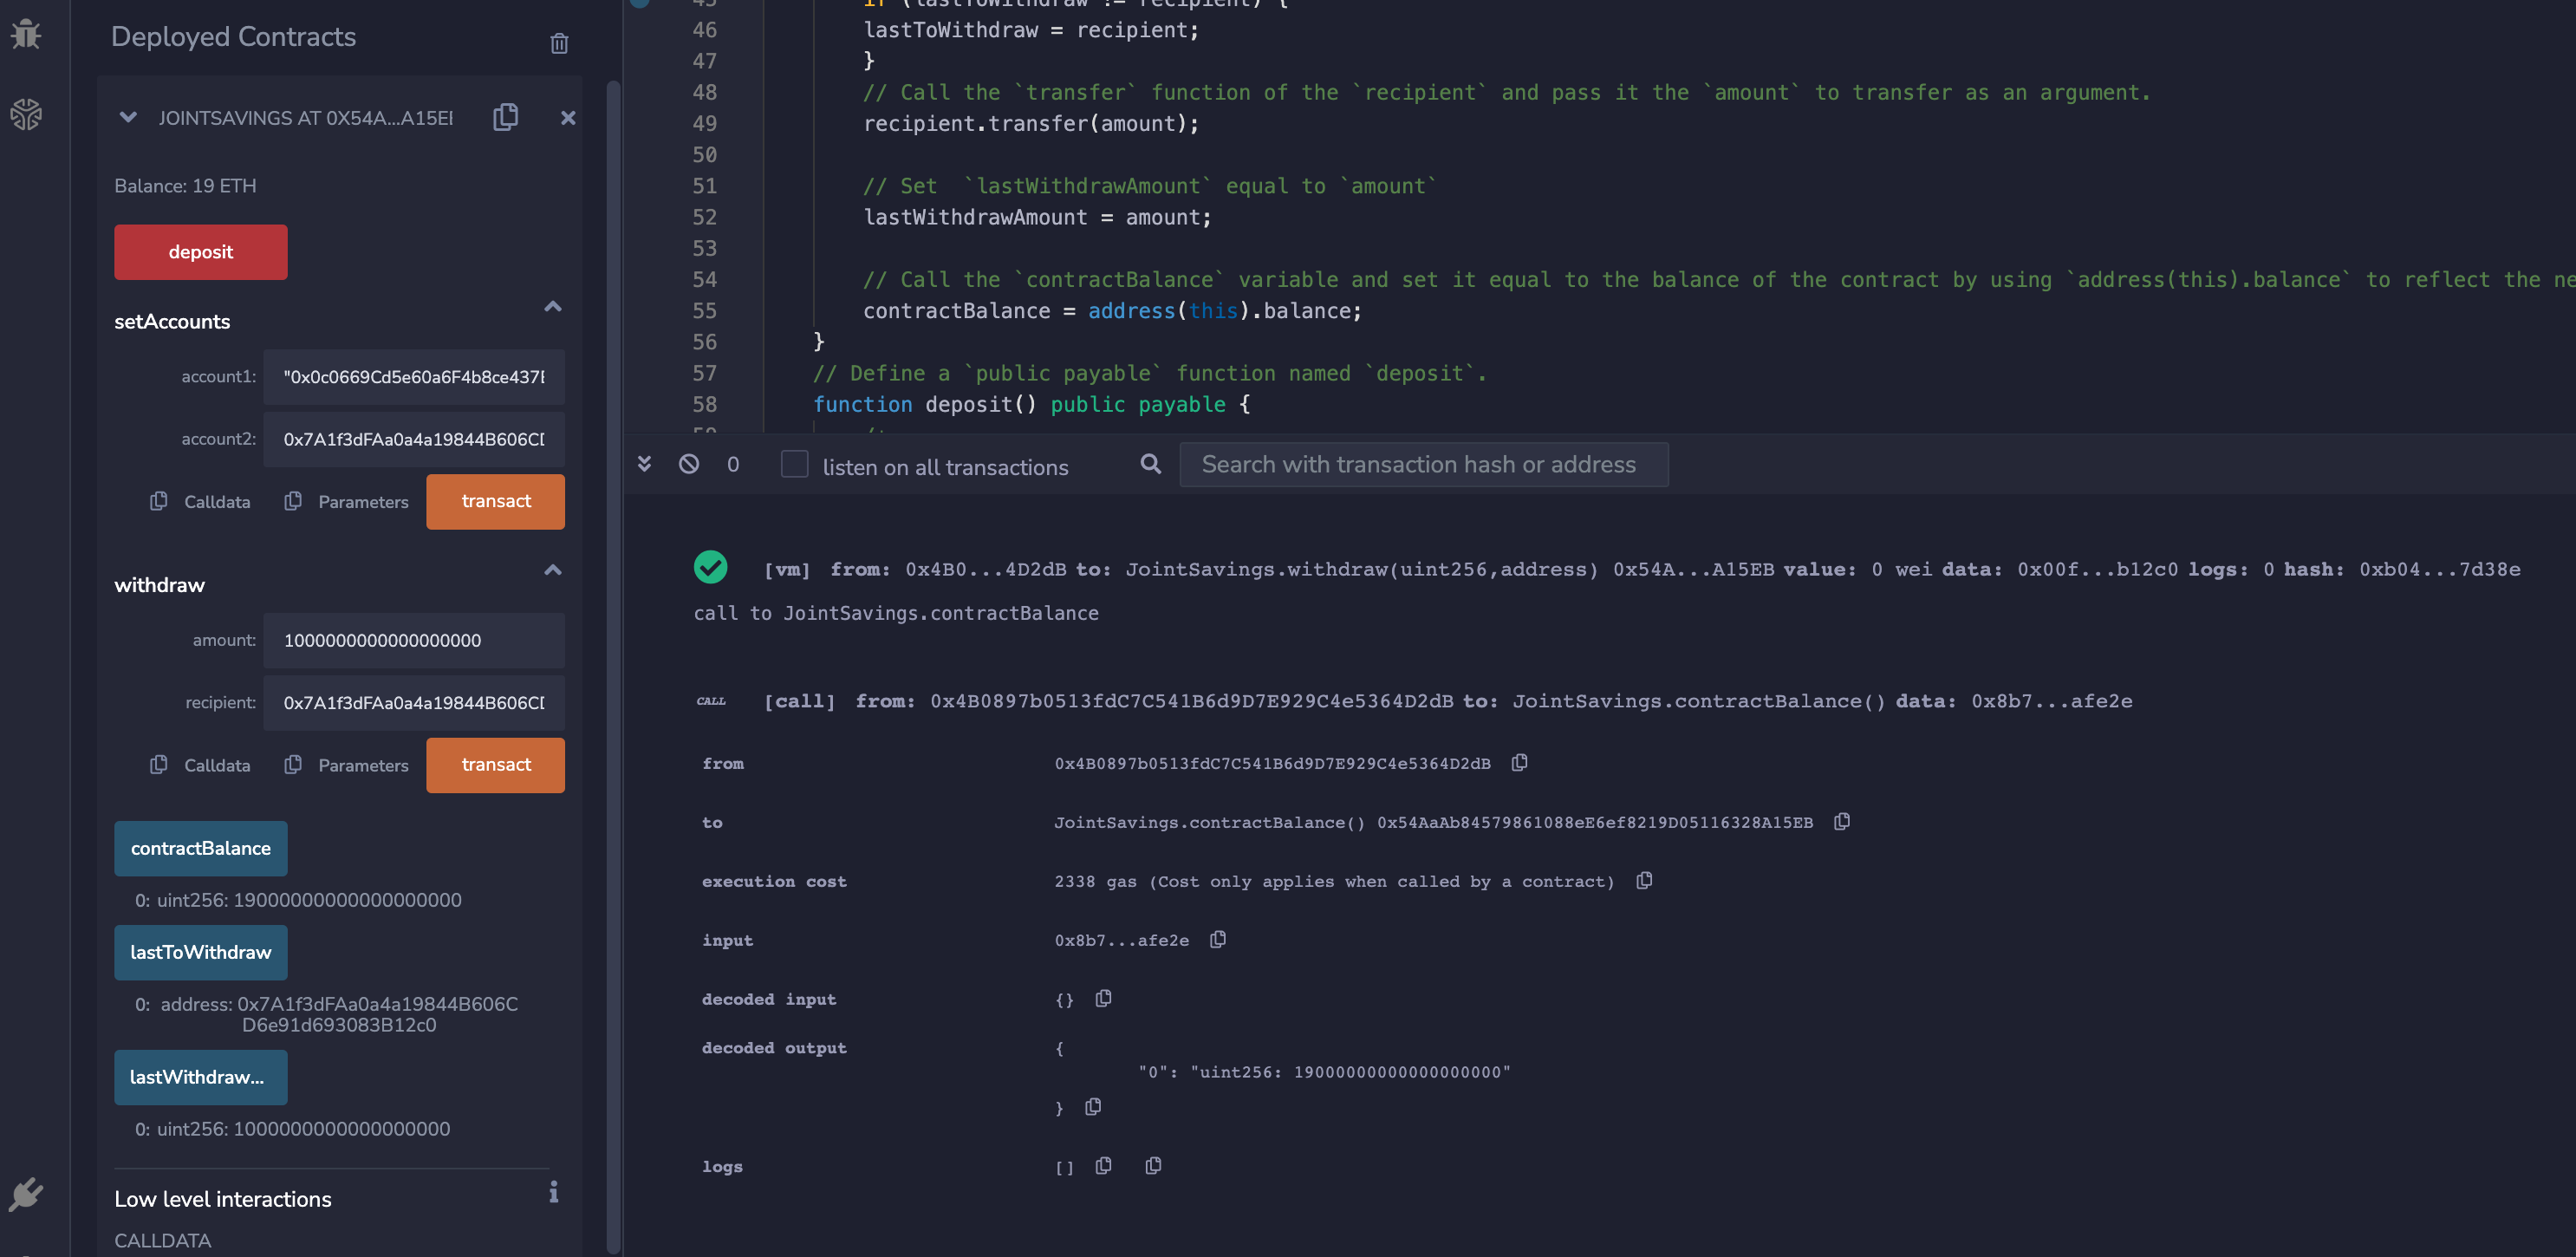 Deployed Contracts
JOINTSAVINGS AT 0X54A...A15E
Balance: 19 ETH
deposit
setAccounts
account1: "0x0c0669Cd5e60a6F4b8ce437
account2: 0x7A1f3dFAa0a4a19844B606C
Calldata Parameters transact
withdraw
amount: 1000000000000000000
recipient: 0x7A1f3dFAa0a4a19844B606C
Calldata Parameters transact
contractBalance
0: uint256: 19000000000000000000
lastToWithdraw
0: address: 0x7A1f3dFAa0a4a19844B606C
D6e91d693083B12c0
lastWithdraw...
0: uint256: 1000000000000000000
Low level interactions
CALLDATA
45 if (lastToWithdraw != recipient) {
46 lastToWithdraw = recipient;
47 }
48 // Call the `transfer` function of the `recipient` and pass it the `amount` to transfer as an argument.
49 recipient.transfer(amount);
50
51 // Set  `lastWithdrawAmount` equal to `amount`
52 lastWithdrawAmount = amount;
53
54 // Call the `contractBalance` variable and set it equal to the balance of the contract by using `address(this).balance` to reflect the ne
55 contractBalance = address(this).balance;
56 }
57 // Define a `public payable` function named `deposit`.
58 function deposit() public payable {
59
0 listen on all transactions Search with transaction hash or address
[vm] from: 0x4B0...4D2dB to: JointSavings.withdraw(uint256,address) 0x54A...A15EB value: 0 wei data: 0x00f...b12c0 logs: 0 hash: 0xb04...7d38e
call to JointSavings.contractBalance
CALL [call] from: 0x4B0897b0513fdC7C541B6d9D7E929C4e5364D2dB to: JointSavings.contractBalance() data: 0x8b7...afe2e
from 0x4B0897b0513fdC7C541B6d9D7E929C4e5364D2dB
to JointSavings.contractBalance() 0x54AaAb84579861088eE6ef8219D05116328A15EB
execution cost 2338 gas (Cost only applies when called by a contract)
input 0x8b7...afe2e
decoded input {}
decoded output {
"0": "uint256: 19000000000000000000"
}
logs []